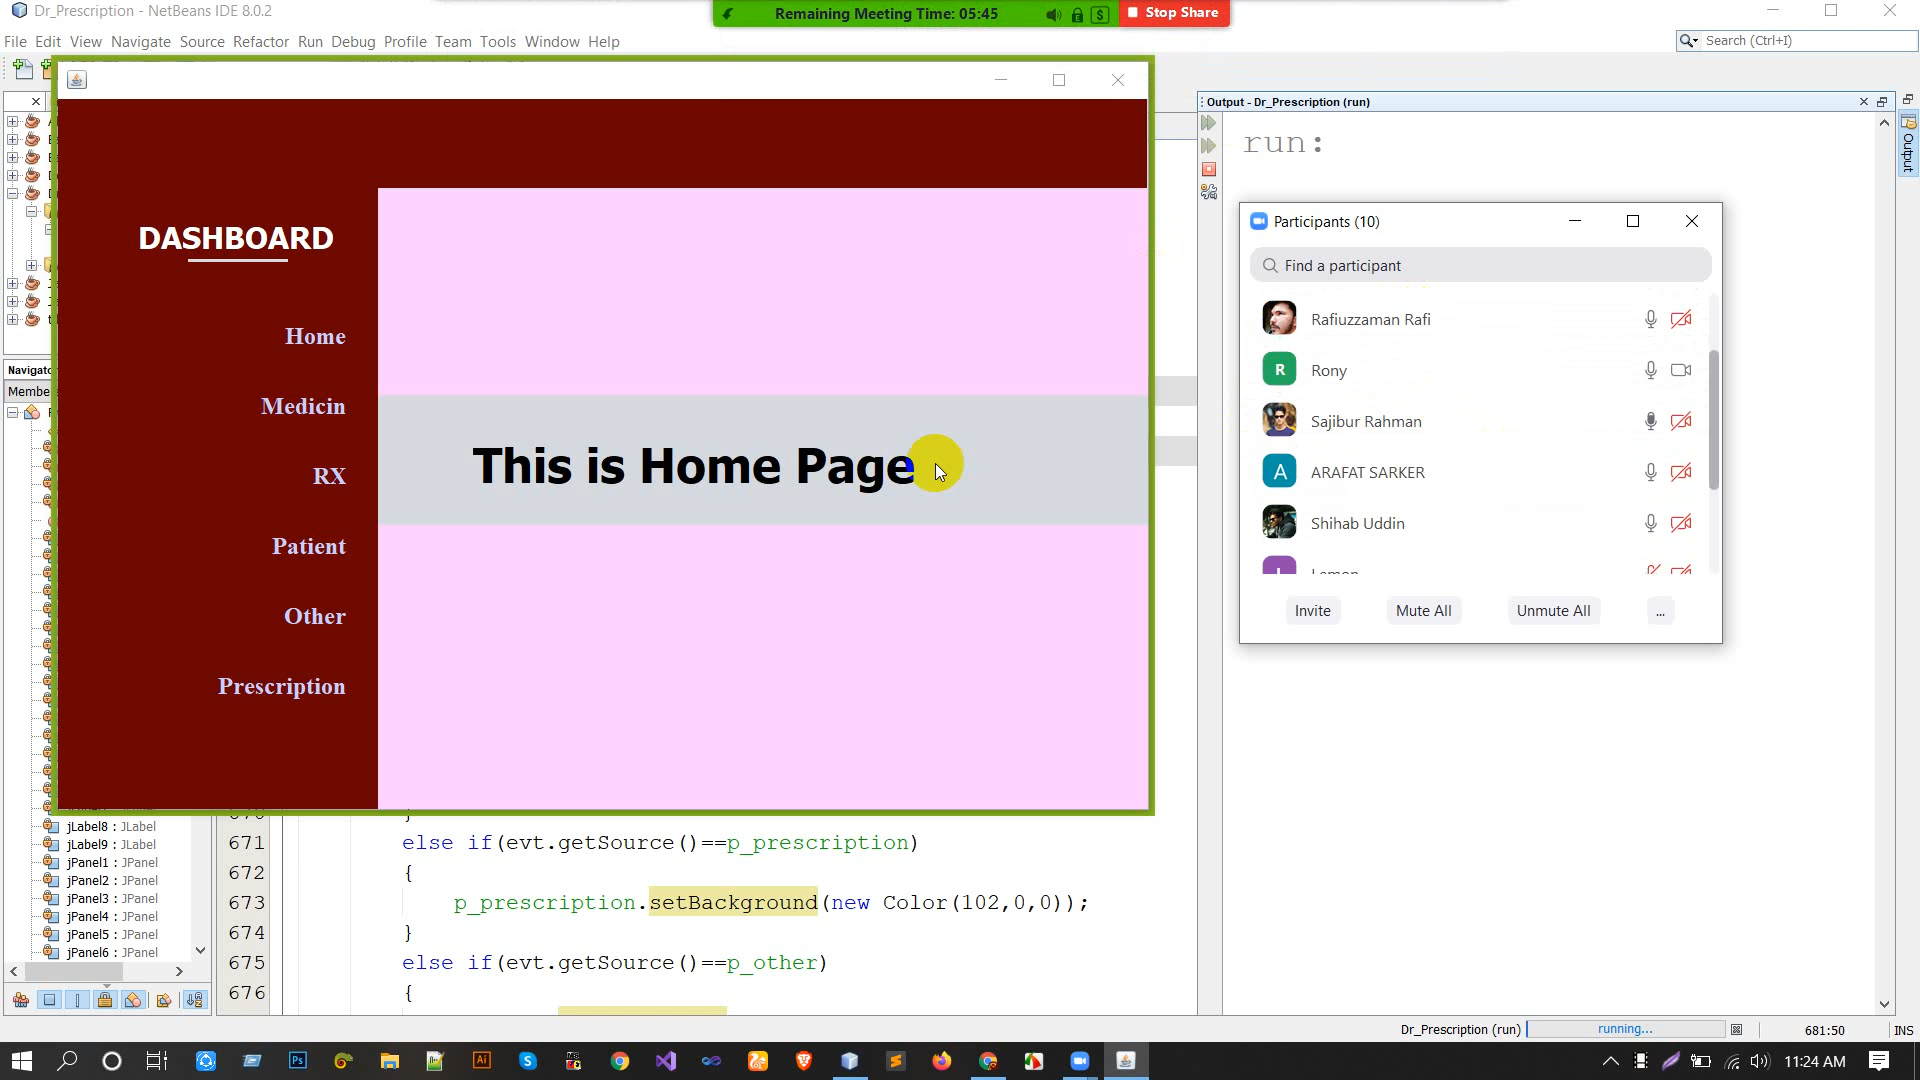 Dr_Prescription - NetBeans IDE 8.0.2
Remaining Meeting Time: 05:45
Stop Share
File Edit View Navigate Source Refactor Run Debug Profile Team Tools Window Help
Search (Ctrl+I)
Output - Dr_Prescription (run)
Output
run:
DASHBOARD
Home
Medicin
RX
Patient
Other
Prescription
This is Home Page
Participants (10)
Find a participant
Rafiuzzaman Rafi
R Rony
Sajibur Rahman
A ARAFAT SARKER
Shihab Uddin
Invite Mute All Unmute All ...
jLabel8 : JLabel
jLabel9 : JLabel
jPanel1 : JPanel
jPanel2 : JPanel
jPanel3 : JPanel
jPanel4 : JPanel
jPanel5 : JPanel
jPanel6 : JPanel
671 else if(evt.getSource()==p_prescription)
672 {
673 p_prescription.setBackground(new Color(102,0,0));
674 }
675 else if(evt.getSource()==p_other)
676 {
Dr_Prescription (run) running... 681:50 INS
11:24 AM